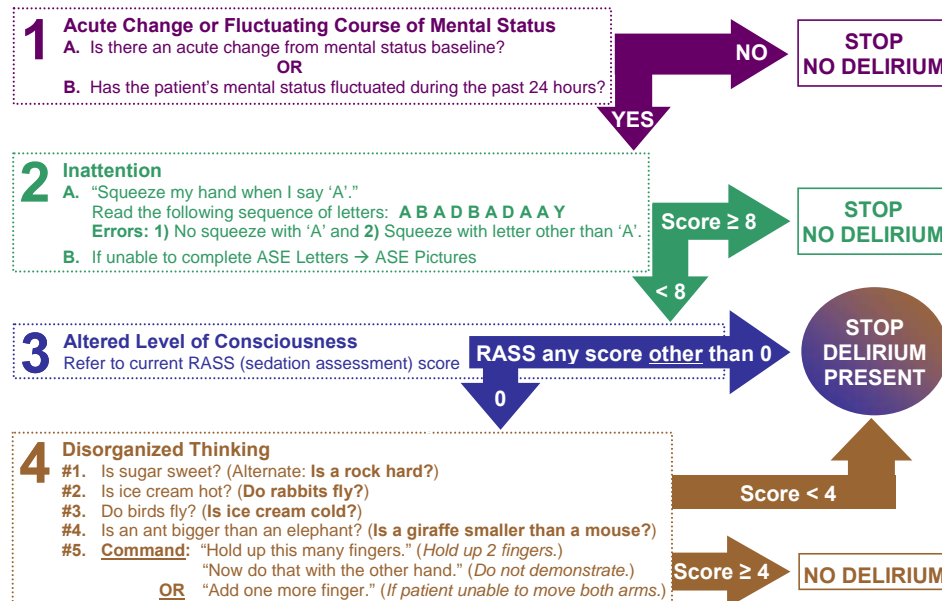 1 Acute Change or Fluctuating Course of Mental Status
A. Is there an acute change from mental status baseline?
OR
B. Has the patient's mental status fluctuated during the past 24 hours?
NO
YES
STOP
NO DELIRIUM
2 Inattention
A. “Squeeze my hand when I say ‘A’.”
Read the following sequence of letters: A B A D B A D A A Y
Errors: 1) No squeeze with ‘A’ and 2) Squeeze with letter other than ‘A’.
B. If unable to complete ASE Letters → ASE Pictures
Score ≥ 8
< 8
STOP
NO DELIRIUM
3 Altered Level of Consciousness
Refer to current RASS (sedation assessment) score
RASS any score other than 0
0
STOP
DELIRIUM
PRESENT
4 Disorganized Thinking
#1. Is sugar sweet? (Alternate: Is a rock hard?)
#2. Is ice cream hot? (Do rabbits fly?)
#3. Do birds fly? (Is ice cream cold?)
#4. Is an ant bigger than an elephant? (Is a giraffe smaller than a mouse?)
#5. Command: “Hold up this many fingers.” (Hold up 2 fingers.)
“Now do that with the other hand.” (Do not demonstrate.)
OR “Add one more finger.” (If patient unable to move both arms.)
Score < 4
Score ≥ 4
NO DELIRIUM